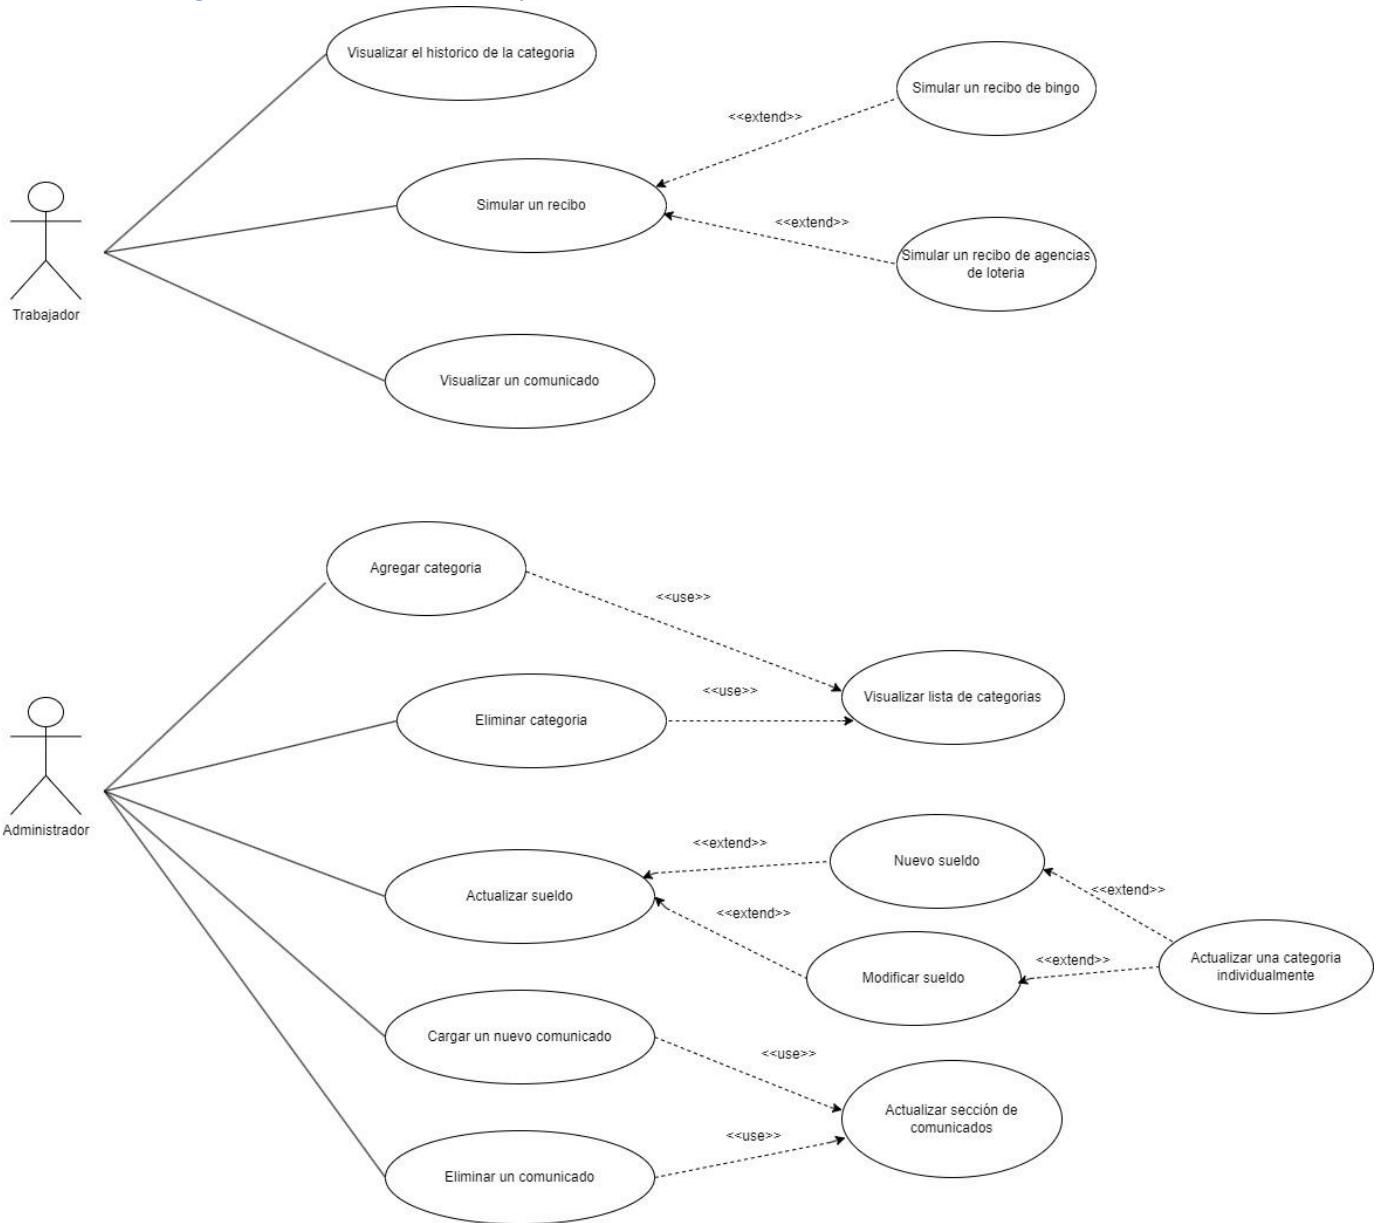 Visualizar el historico de la categoria
Simular un recibo de bingo
<<extend>>
Simular un recibo
<<extend>>
Simular un recibo de agencias
de loteria
Trabajador
Visualizar un comunicado
Agregar categoria
<<use>>
<<use>>
Visualizar lista de categorias
Eliminar categoria
Administrador
<<extend>>
Nuevo sueldo
<<extend>>
Actualizar sueldo
<<extend>>
<<extend>>
Actualizar una categoria
individualmente
Modificar sueldo
Cargar un nuevo comunicado
<<use>>
Actualizar sección de
comunicados
<<use>>
Eliminar un comunicado